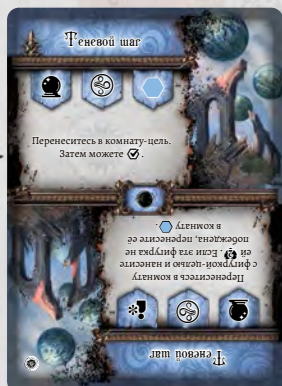 Теневой шаг
Перенеситесь в комнату-цель.
Затем можете .
Теневой шаг
Перенеситесь в комнату
с фигуркой-целью и нанесите
ей . Если эта фигурка не
побеждена, перенесите её
в комнату .